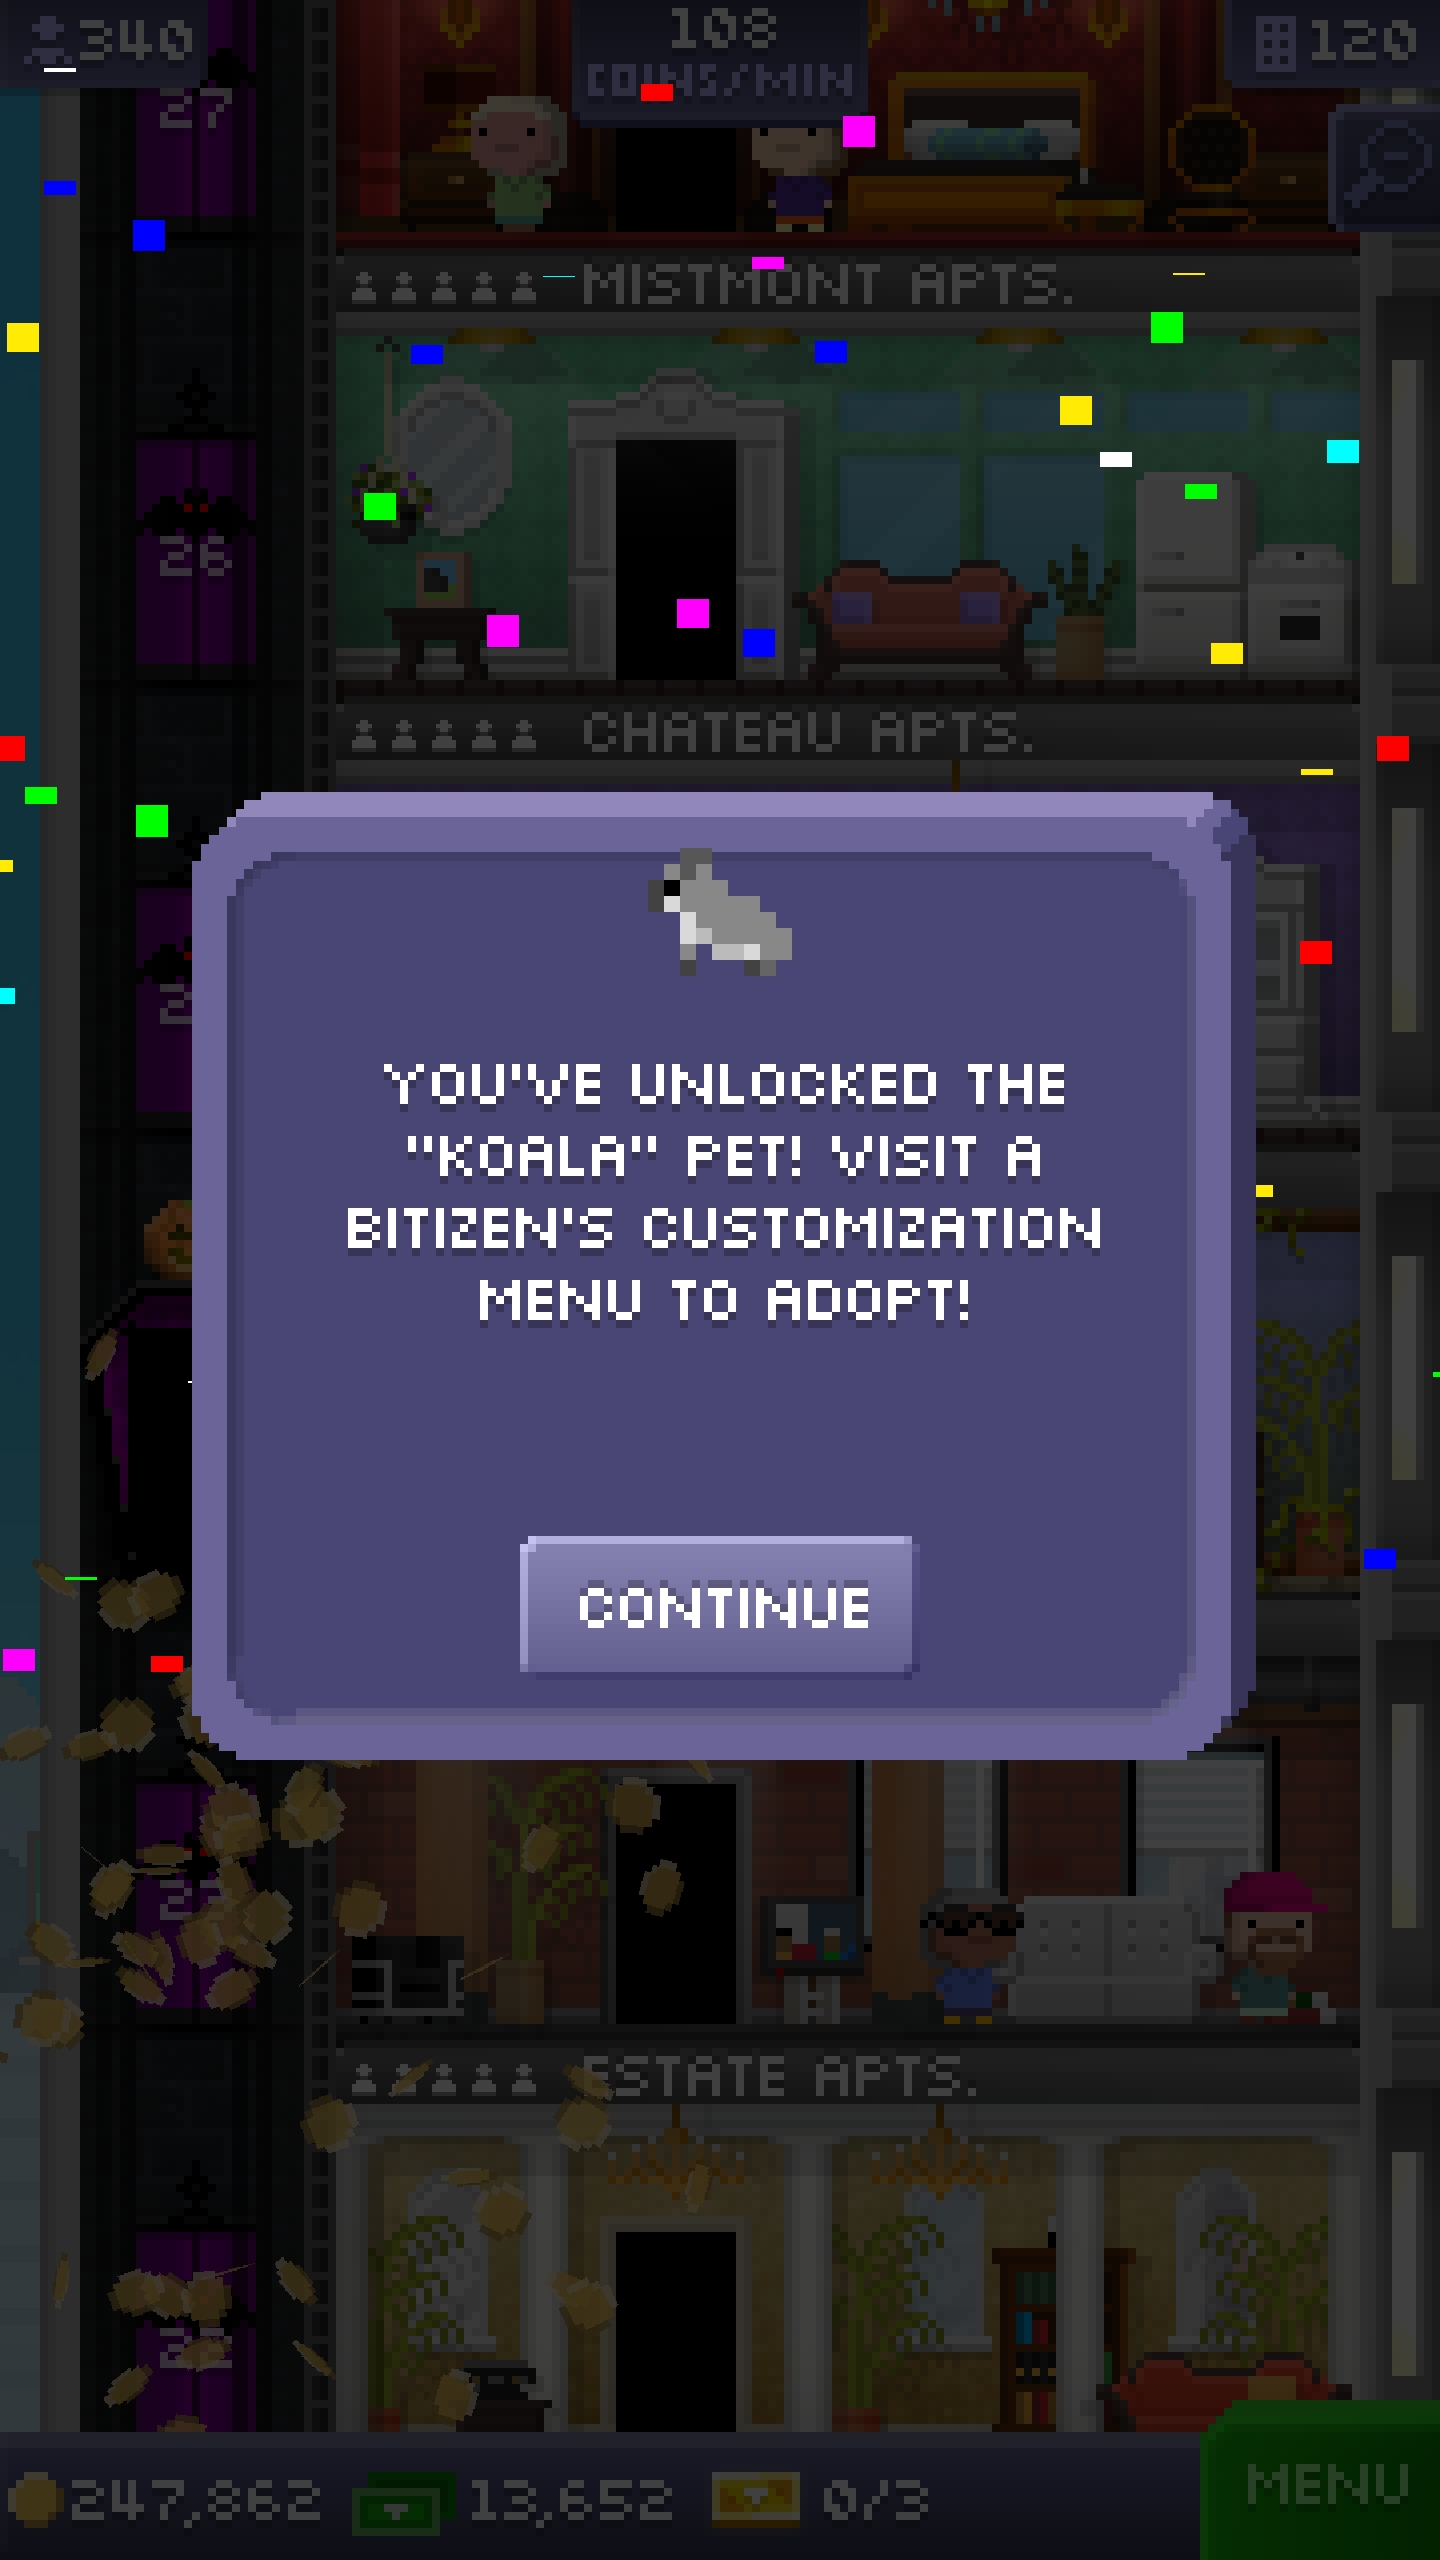 340
108
COINS/MIN
120
27
MISTMONT APTS.
26
CHATEAU APTS.
YOU'VE UNLOCKED THE
"KOALA" PET! VISIT A
BITIZEN'S CUSTOMIZATION
MENU TO ADOPT!
CONTINUE
ESTATE APTS.
247,862
13,652
0/3
MENU